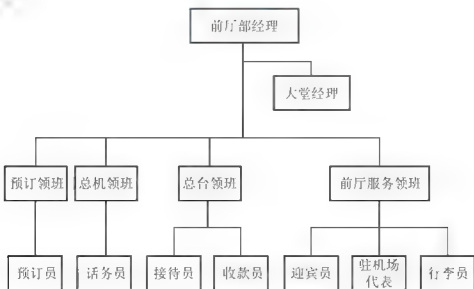 前厅部经理
大堂经理
预订领班 总机领班 总台领班 前厅服务领班
预订员 话务员 接待员 收款员 迎宾员 驻机场 行李员
代表